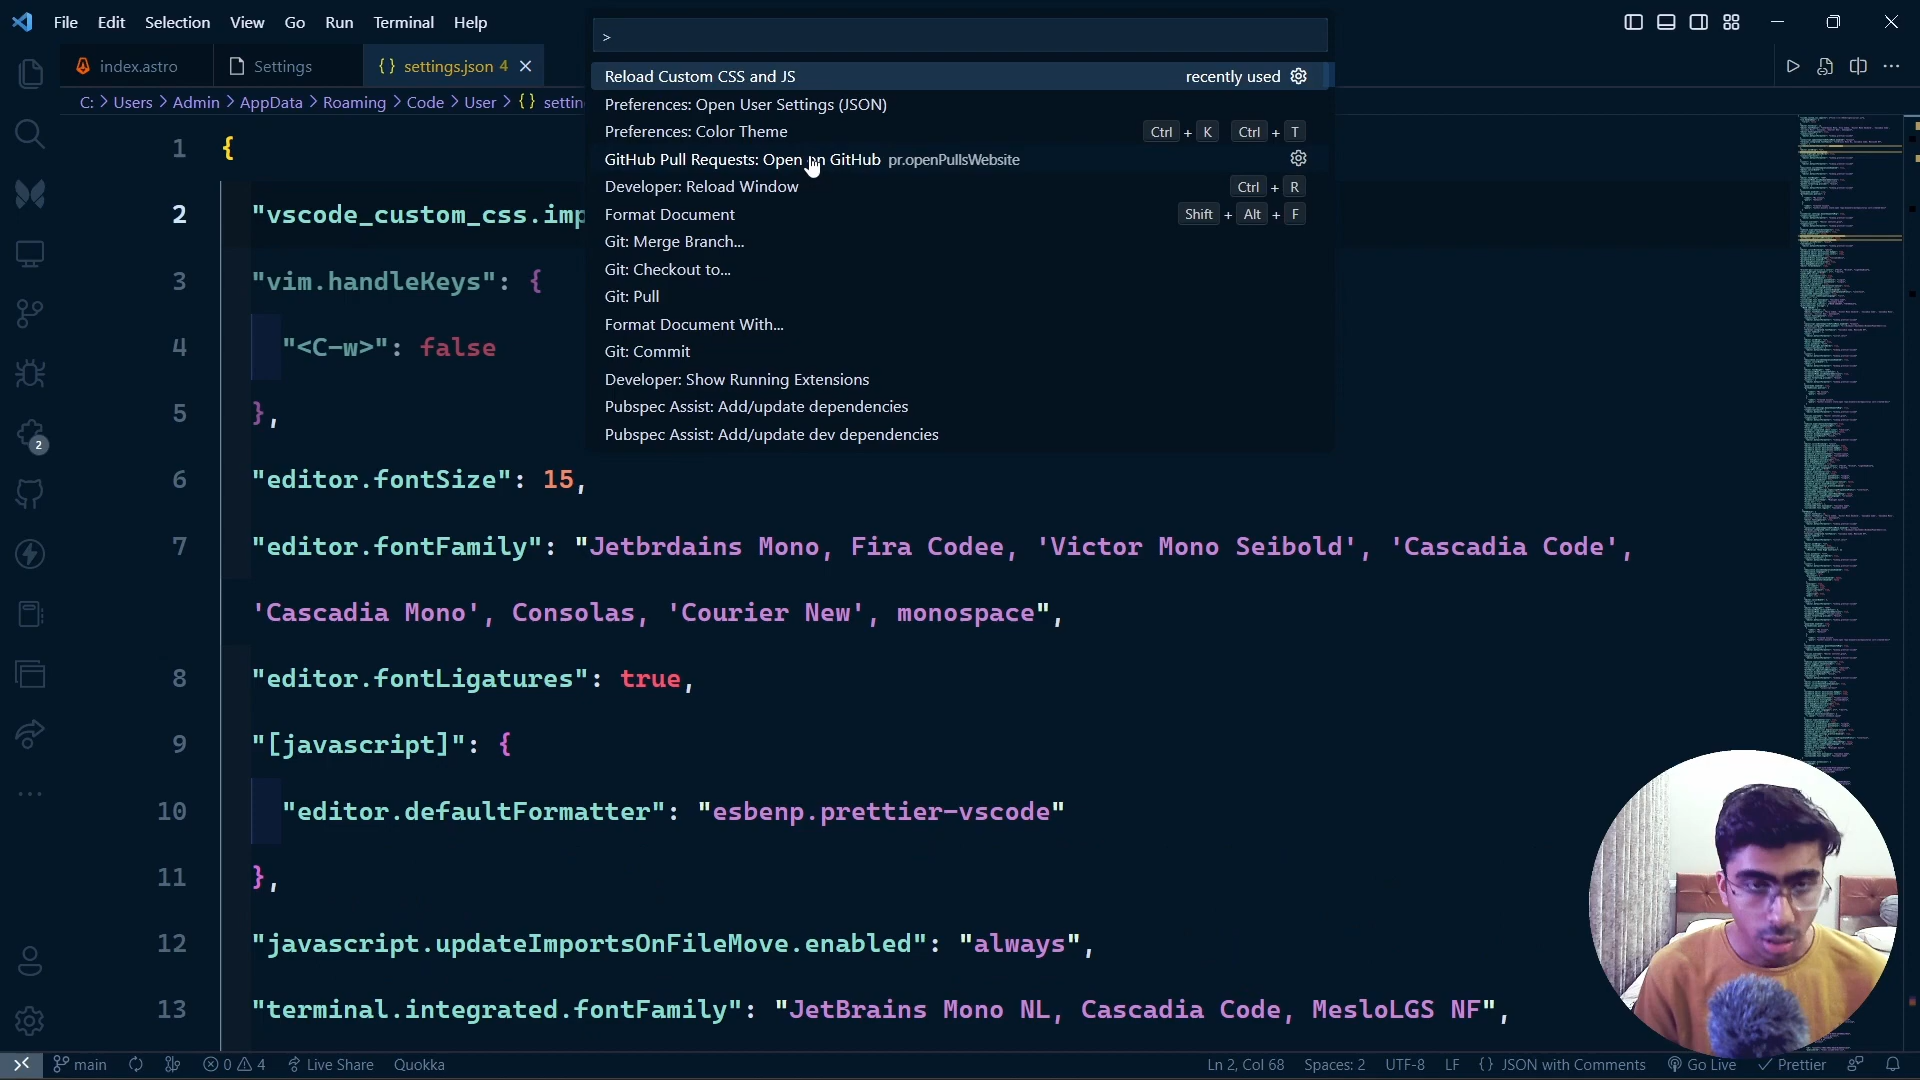 File Edit Selection View Go Run Terminal Help
>
index.astro Settings {} settings.json 4
Reload Custom CSS and JS recently used
C: > Users > Admin > AppData > Roaming > Code > User > {}
Preferences: Open User Settings (JSON)
Preferences: Color Theme Ctrl + K Ctrl + T
GitHub Pull Requests: Open on GitHub pr.openPullsWebsite
Developer: Reload Window Ctrl + R
Format Document Shift + Alt + F
Git: Merge Branch...
Git: Checkout to...
Git: Pull
Format Document With...
Git: Commit
Developer: Show Running Extensions
Pubspec Assist: Add/update dependencies
Pubspec Assist: Add/update dev dependencies
1 {
2 "vscode_custom_css.imp
3 "vim.handleKeys": {
4 "<C-w>": false
5 },
6 "editor.fontSize": 15,
7 "editor.fontFamily": "Jetbrdains Mono, Fira Codee, 'Victor Mono Seibold', 'Cascadia Code',
'Cascadia Mono', Consolas, 'Courier New', monospace",
8 "editor.fontLigatures": true,
9 "[javascript]": {
10 "editor.defaultFormatter": "esbenp.prettier-vscode"
11 },
12 "javascript.updateImportsOnFileMove.enabled": "always",
13 "terminal.integrated.fontFamily": "JetBrains Mono NL, Cascadia Code, MesloLGS NF",
2
main 0 4 Live Share Quokka Ln 2, Col 68 Spaces: 2 UTF-8 LF {} JSON with Comments Go Live Prettier